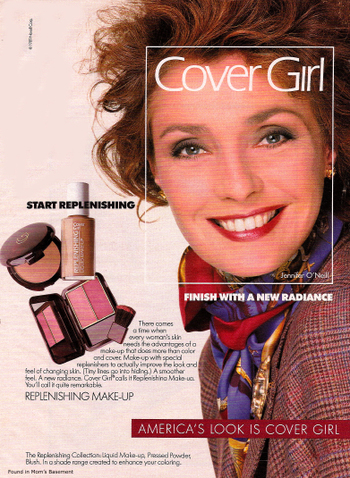 Cover Girl
START REPLENISHING
Jennifer O'Neill
FINISH WITH A NEW RADIANCE
There comes
a time when
every woman's skin
needs the advantages of a
make-up that does more than color
and cover. Make-up with special
replenishers to actually improve the look and
feel of changing skin. (Tiny lines go into hiding.) A smoother
feel. A new radiance. Cover Girl® calls it Replenishing Make-up.
You'll call it quite remarkable.
REPLENISHING MAKE-UP
AMERICA'S LOOK IS COVER GIRL
The Replenishing Collection: Liquid Make-up, Pressed Powder,
Blush. In a shade range created to enhance your coloring.
Found in Mom's Basement